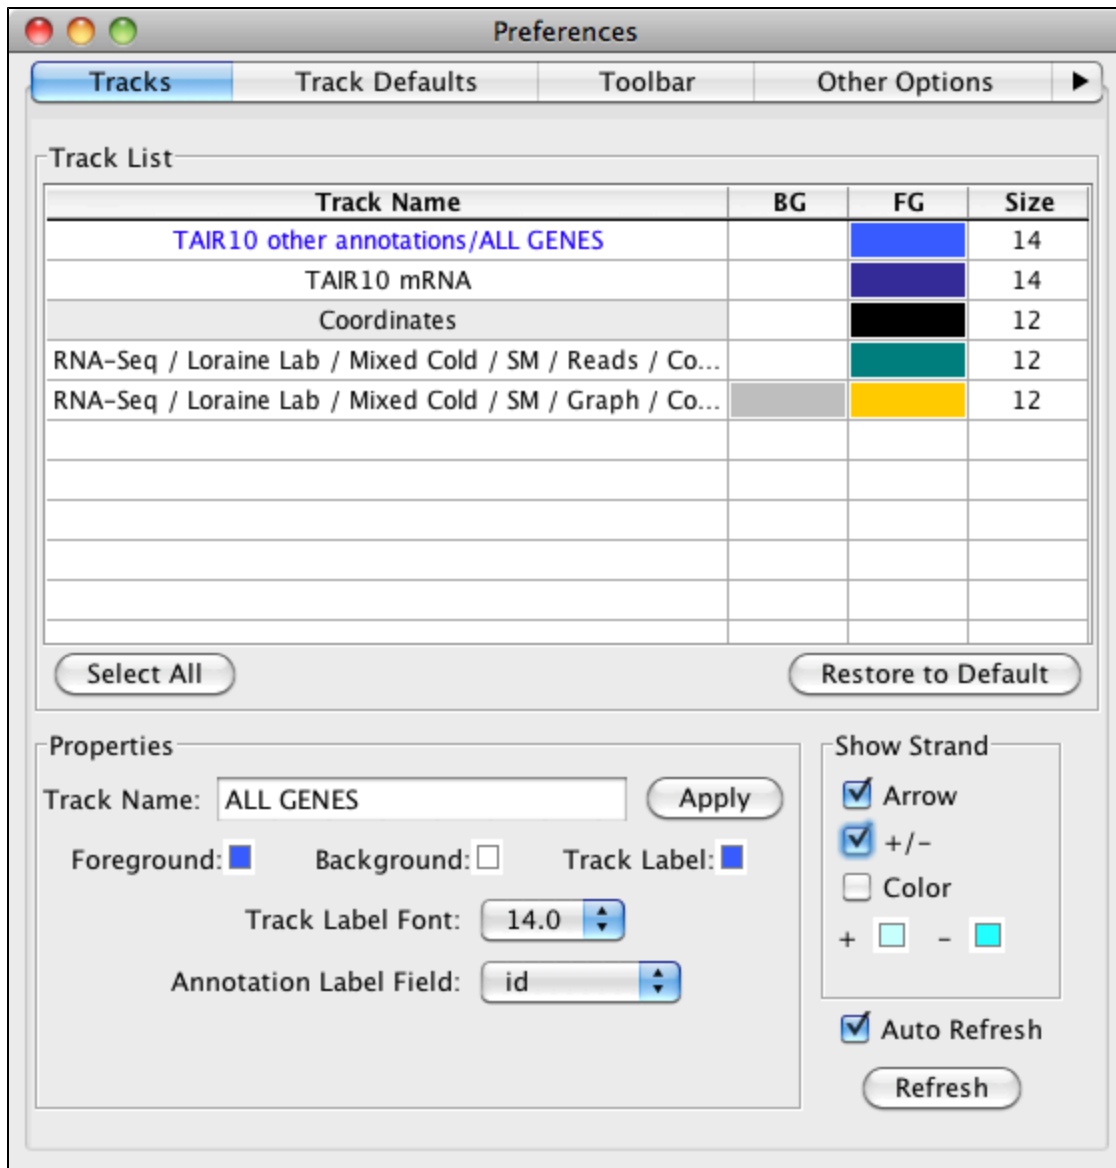 Preferences
Tracks Track Defaults Toolbar Other Options
Track List
Track Name BG FG Size
TAIR10 other annotations/ALL GENES 14
TAIR10 mRNA 14
Coordinates 12
RNA-Seq / Loraine Lab / Mixed Cold / SM / Reads / Co... 12
RNA-Seq / Loraine Lab / Mixed Cold / SM / Graph / Co... 12
Select All Restore to Default
Properties
Track Name: ALL GENES Apply
Foreground: Background: Track Label:
Track Label Font: 14.0
Annotation Label Field: id
Show Strand
Arrow
+/-
Color
+ -
Auto Refresh
Refresh